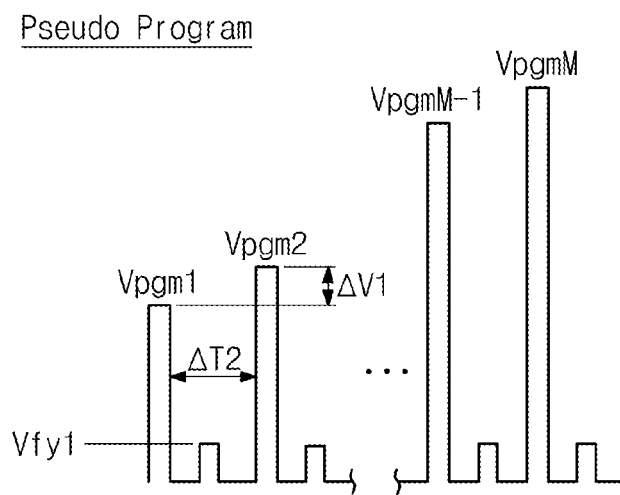 Pseudo Program
VpgmM
VpgmM-1
Vpgm2
Vpgm1
ΔV1
ΔT2
...
Vfy1